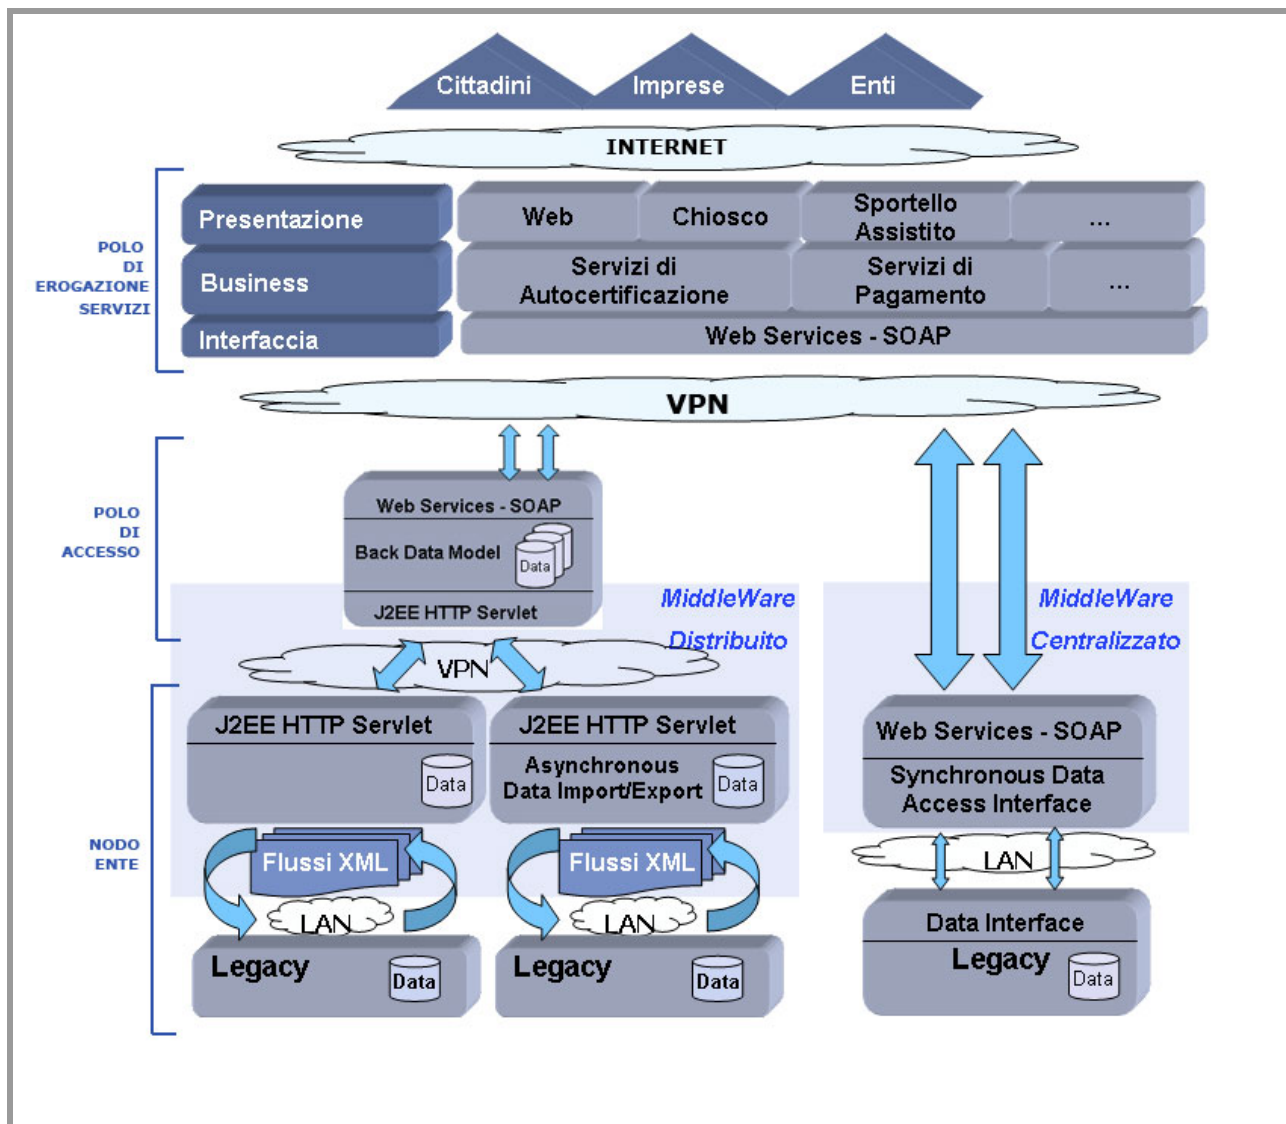 Cittadini
Imprese
Enti
INTERNET
POLO
DI
EROGAZIONE
SERVIZI
Presentazione
Web
Chiosco
Sportello
Assistito
...
Business
Servizi di
Autocertificazione
Servizi di
Pagamento
...
Interfaccia
Web Services - SOAP
VPN
POLO
DI
ACCESSO
Web Services - SOAP
Back Data Model
Data
J2EE HTTP Servlet
MiddleWare
Distribuito
MiddleWare
Centralizzato
VPN
NODO
ENTE
J2EE HTTP Servlet
Data
J2EE HTTP Servlet
Asynchronous
Data Import/Export
Data
Web Services - SOAP
Synchronous Data
Access Interface
Flussi XML
Flussi XML
LAN
LAN
LAN
Legacy
Data
Legacy
Data
Data Interface
Legacy
Data